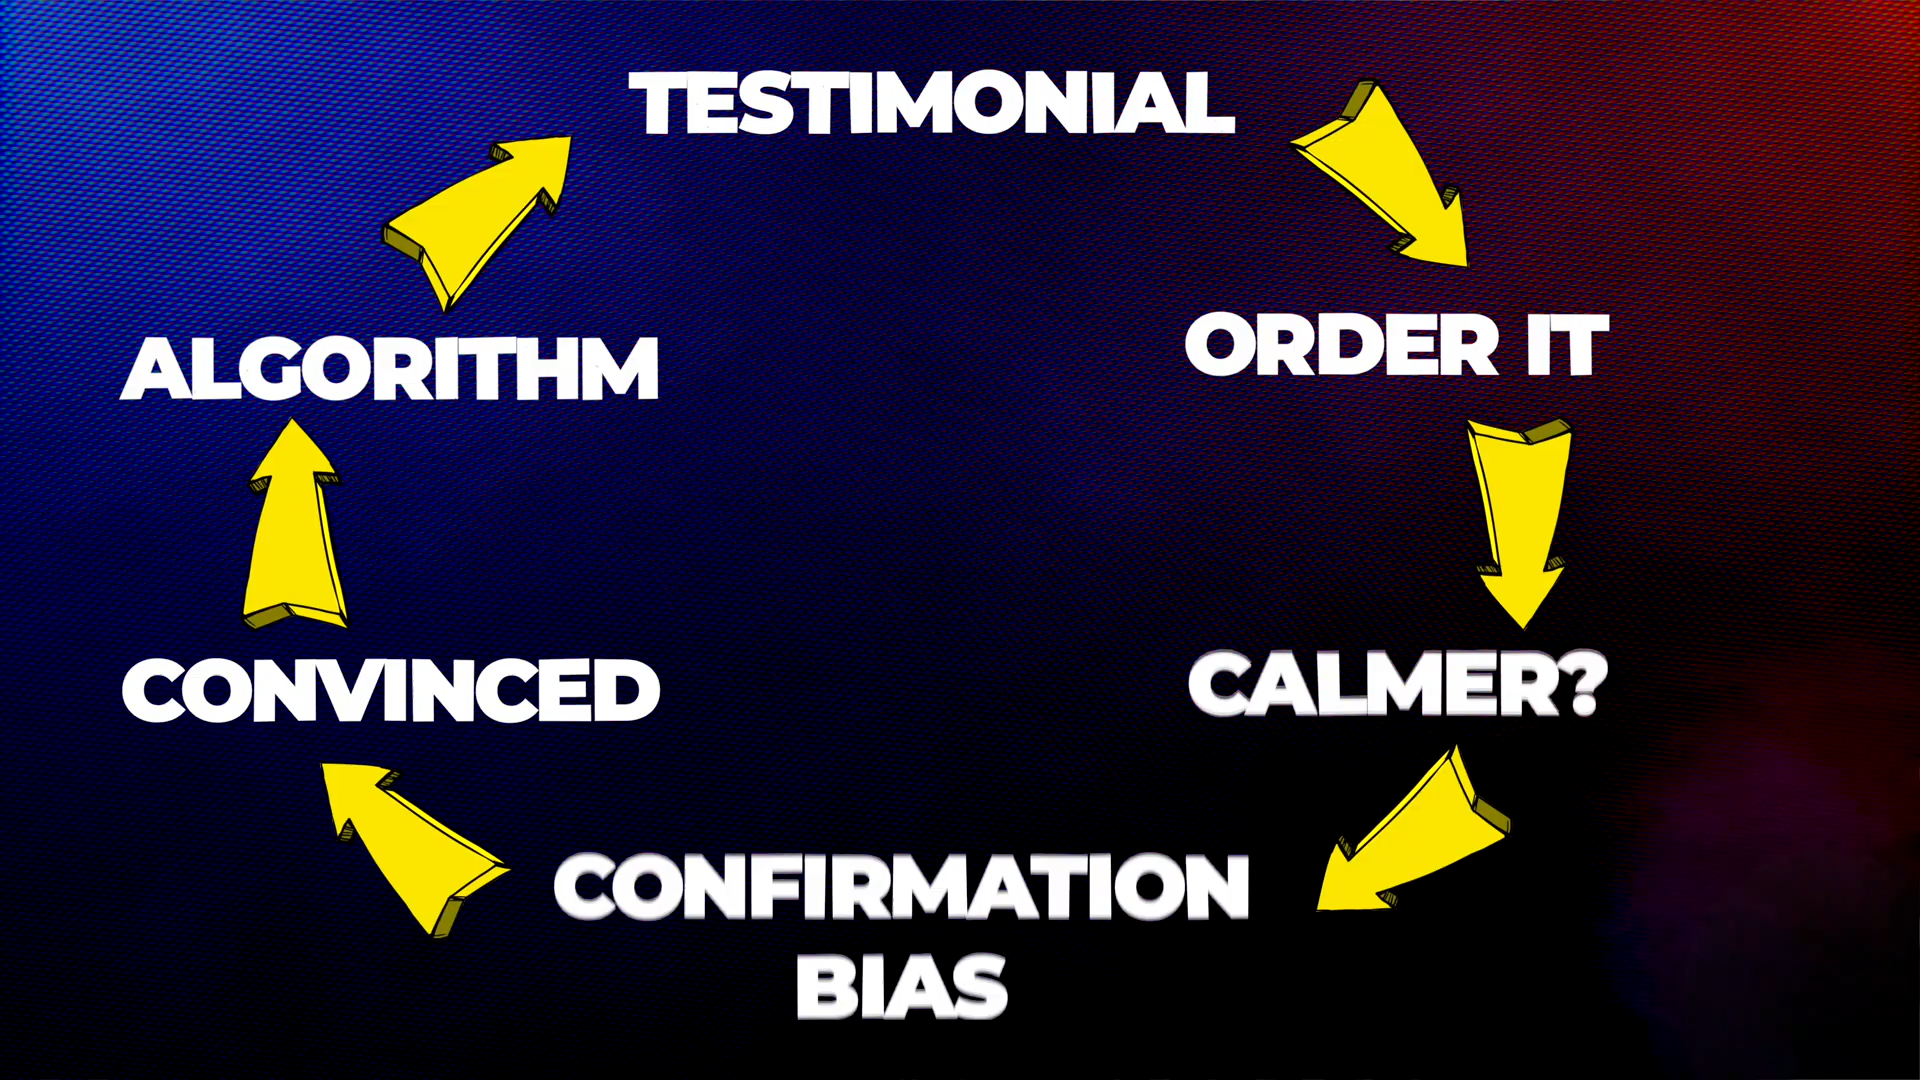 TESTIMONIAL
ORDER IT
CALMER?
CONFIRMATION
BIAS
CONVINCED
ALGORITHM